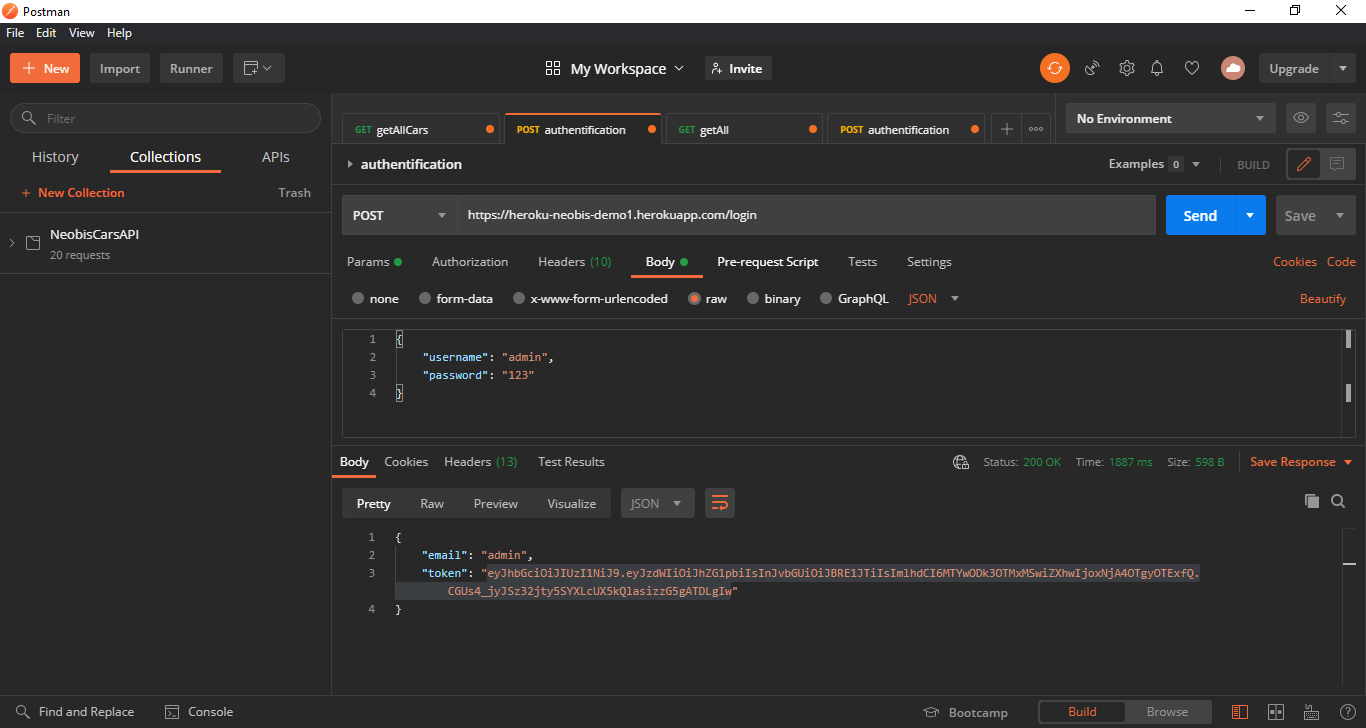 Postman
File Edit View Help
New Import Runner My Workspace Invite Upgrade
Filter
History Collections APIs
+ New Collection Trash
NeobisCarsAPI
20 requests
GET getAllCars POST authentification GET getAll POST authentification No Environment
authentification Examples 0 BUILD
POST https://heroku-neobis-demo1.herokuapp.com/login Send Save
Params Authorization Headers (10) Body Pre-request Script Tests Settings Cookies Code
none form-data x-www-form-urlencoded raw binary GraphQL JSON Beautify
1 {
2 "username": "admin",
3 "password": "123"
4 }
Body Cookies Headers (13) Test Results Status: 200 OK Time: 1887 ms Size: 598 B Save Response
Pretty Raw Preview Visualize JSON
1 {
2 "email": "admin",
3 "token": "eyJhbGciOiJIUzI1NiJ9.eyJzdWIiOiJhZG1pbiIsInJvbGUiOiJBRE1JTiIsImlhdCI6MTYwODk3OTMxMSwiZXhwIjoxNjA4OTgyOTExfQ.
CGUs4_jyJSz32jty5SYXLcUX5kQlasizzG5gATDLgIw"
4 }
Find and Replace Console Bootcamp Build Browse